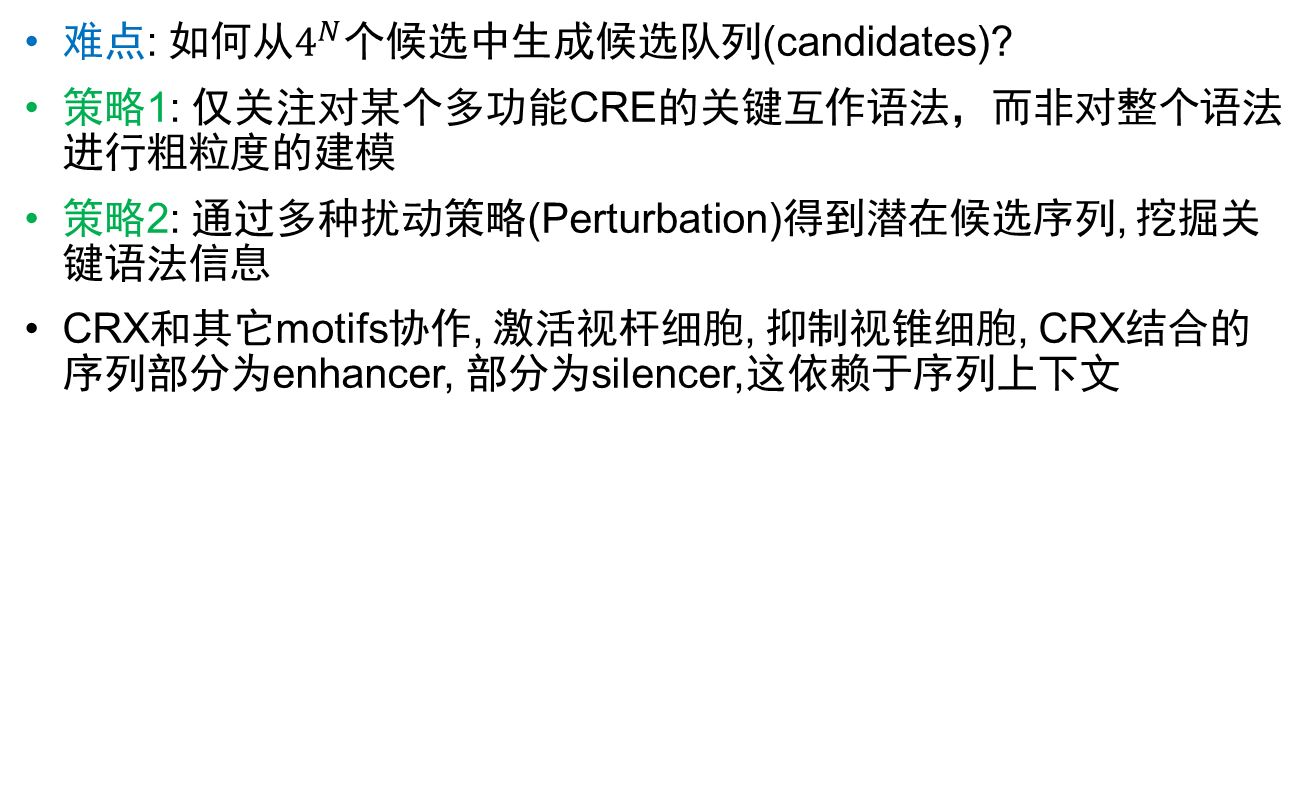 • 难点: 如何从4^N个候选中生成候选队列(candidates)?
• 策略1: 仅关注对某个多功能CRE的关键互作语法，而非对整个语法
进行粗粒度的建模
• 策略2: 通过多种扰动策略(Perturbation)得到潜在候选序列, 挖掘关
键语法信息
• CRX和其它motifs协作, 激活视杆细胞, 抑制视锥细胞, CRX结合的
序列部分为enhancer, 部分为silencer,这依赖于序列上下文